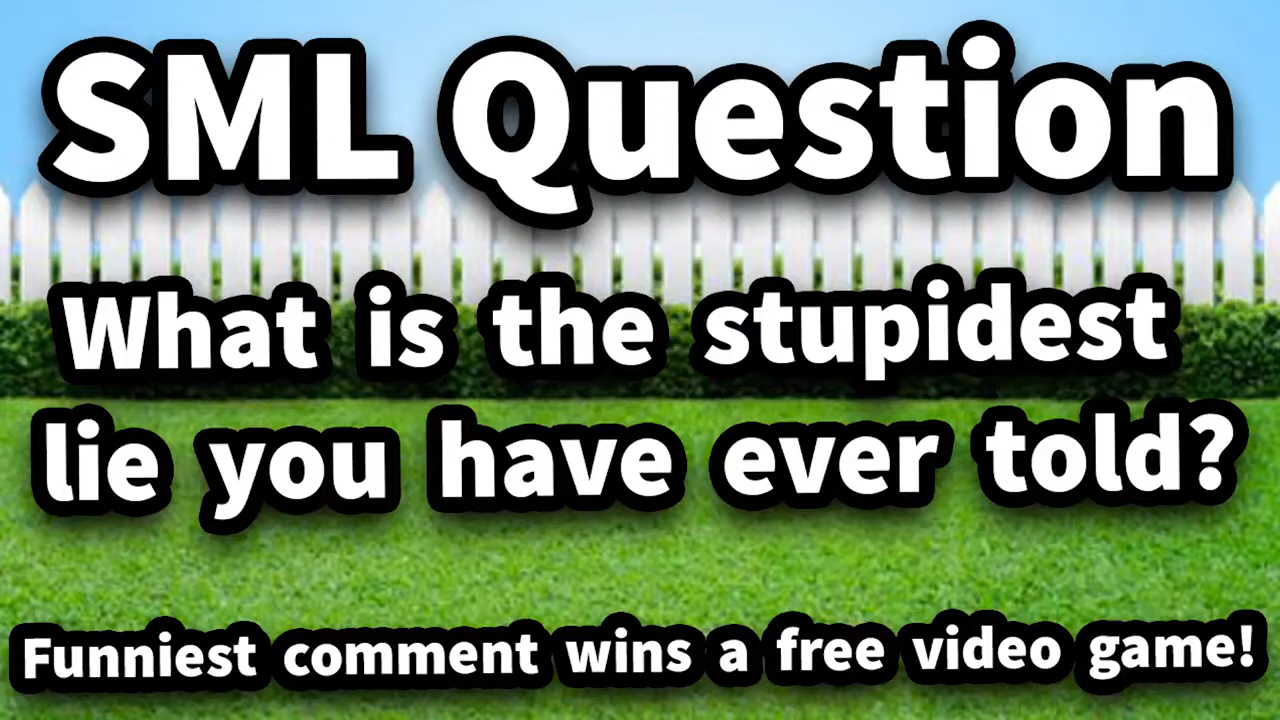 SML Question
What is the stupidest
lie you have ever told?
Funniest comment wins a free video game!